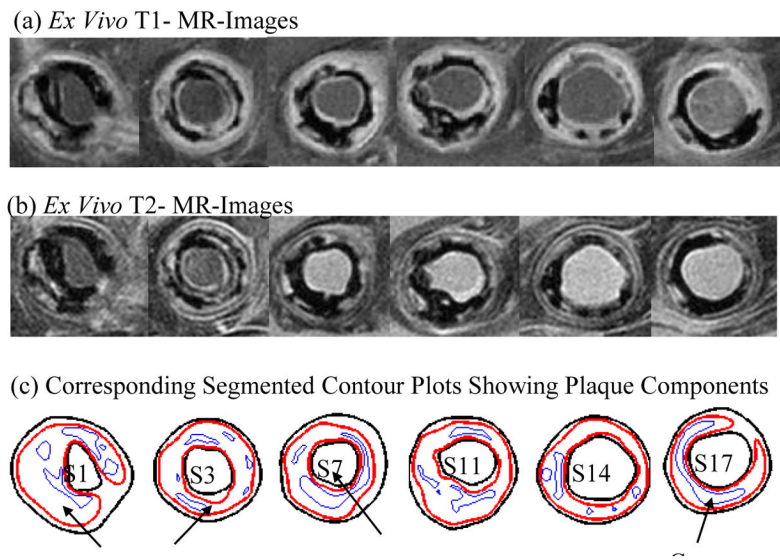 (a) Ex Vivo T1- MR-Images
(b) Ex Vivo T2- MR-Images
(c) Corresponding Segmented Contour Plots Showing Plaque Components
S1 S3 S7 S11 S14 S17